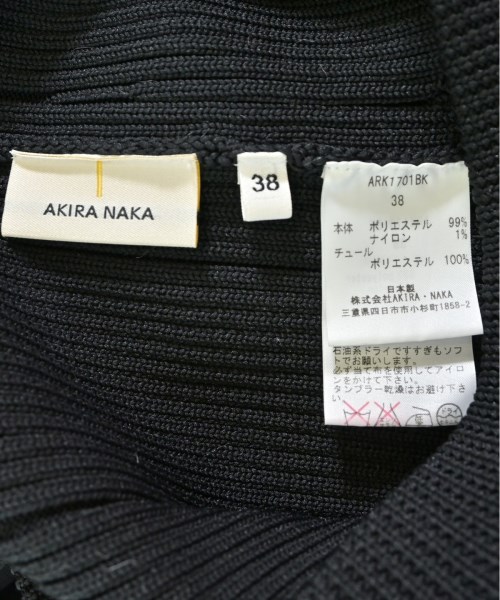 AKIRA NAKA
38
ARK1701BK
38
本体 ポリエステル 99%
ナイロン 1%
チュール
ポリエステル 100%
日本製
株式会社AKIRA・NAKA
三重県四日市市小杉町1858-2
石油系ドライですすぎもソフ
トでお願いします。
必ず当て布を使用してアイロ
ンをかけて下さい。
タンブラー乾燥はお避け下さ
い。